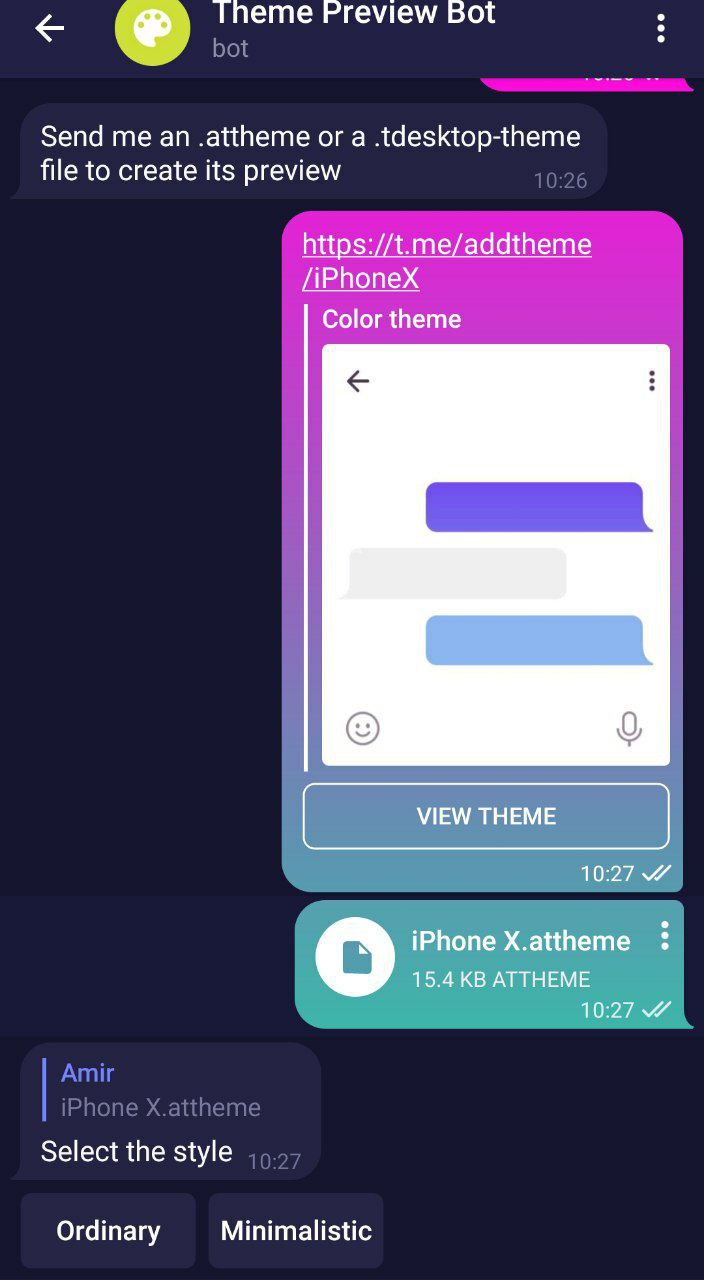 Theme Preview Bot
bot
Send me an .attheme or a .tdesktop-theme
file to create its preview
10:26
https://t.me/addtheme
/iPhoneX
Color theme
VIEW THEME
10:27
iPhone X.attheme
15.4 KB ATTHEME
10:27
Amir
iPhone X.attheme
Select the style
10:27
Ordinary
Minimalistic